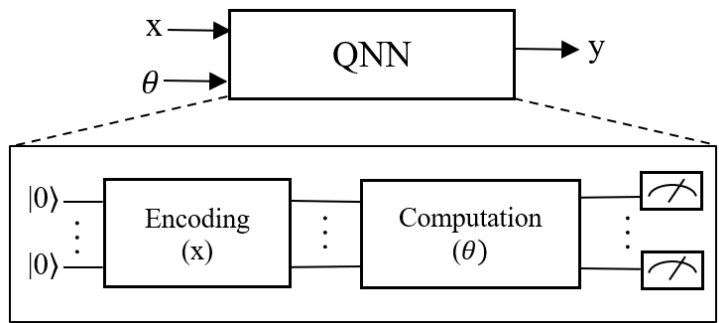 x
QNN
y
θ
|0⟩
Encoding
(x)
Computation
(θ)
|0⟩